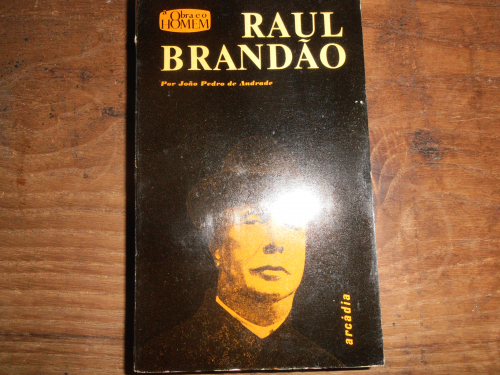 a Obra e o
HOMEM
RAUL
BRANDÃO
Por João Pedro de Andrade
arcádia